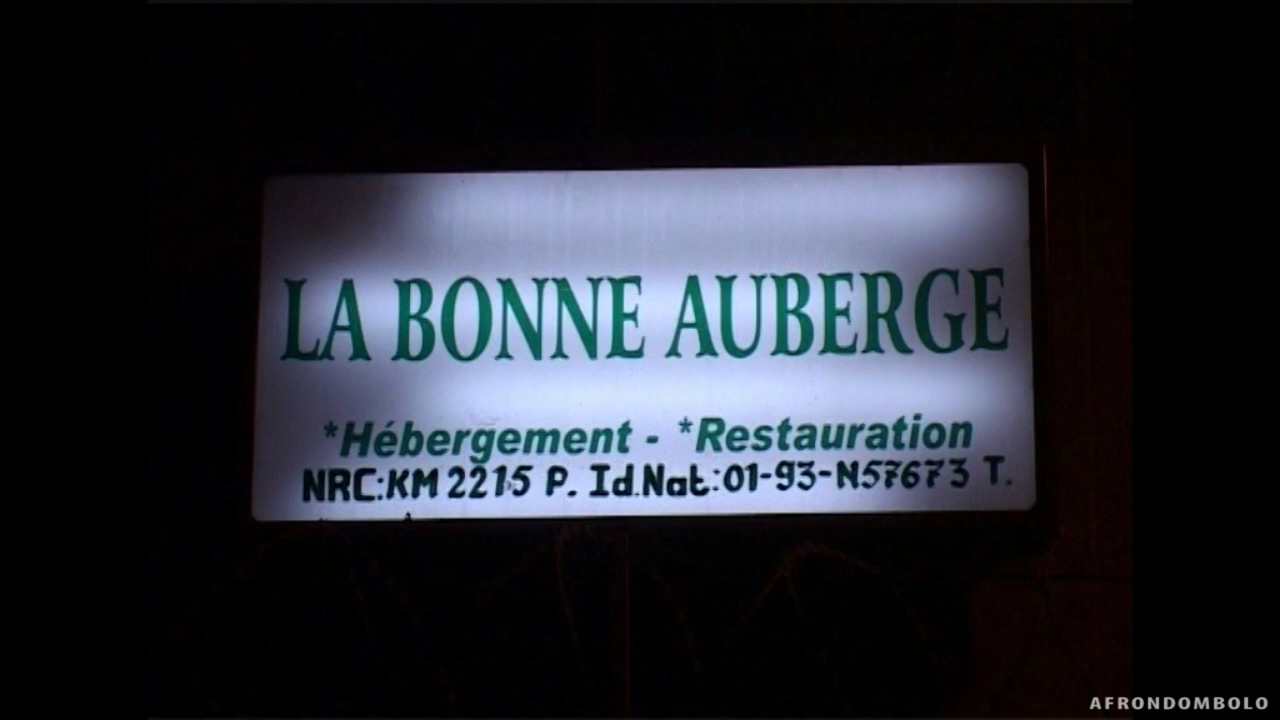 LA BONNE AUBERGE
*Hébergement - *Restauration
NRC:KM 2215 P. Id.Nat:01-93-N57673 T.
AFRONDOMBOLO